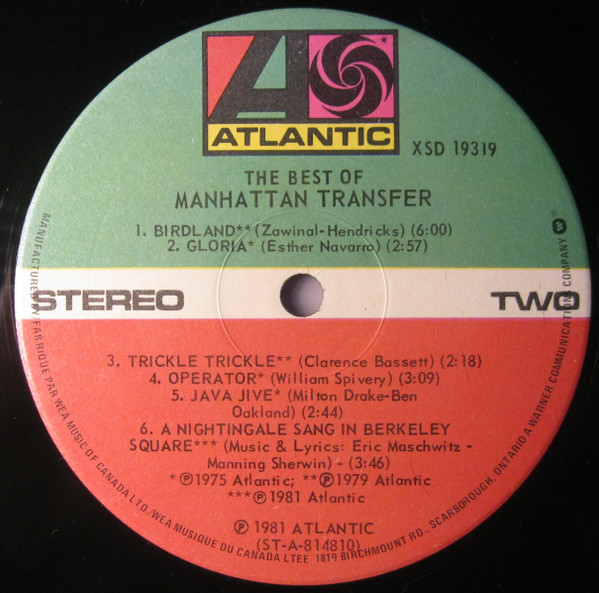 ATLANTIC
XSD 19319
THE BEST OF
MANHATTAN TRANSFER
1. BIRDLAND** (Zawinal-Hendricks) (6:00)
2. GLORIA* (Esther Navarro) (2:57)
STEREO
TWO
3. TRICKLE TRICKLE** (Clarence Bassett) (2:18)
4. OPERATOR* (William Spivery) (3:09)
5. JAVA JIVE* (Milton Drake-Ben
Oakland) (2:44)
6. A NIGHTINGALE SANG IN BERKELEY
SQUARE*** (Music & Lyrics: Eric Maschwitz -
Manning Sherwin) - (3:46)
*℗1975 Atlantic; **℗1979 Atlantic
***℗1981 Atlantic
℗ 1981 ATLANTIC
(ST-A-814810)
MANUFACTURED BY/FABRIQUE PAR WEA MUSIC OF CANADA LTD./WEA MUSIQUE DU CANADA LTEE 1810 BIRCHMOUNT RD., SCARBOROUGH, ONTARIO A WARNER COMMUNICATIONS COMPANY